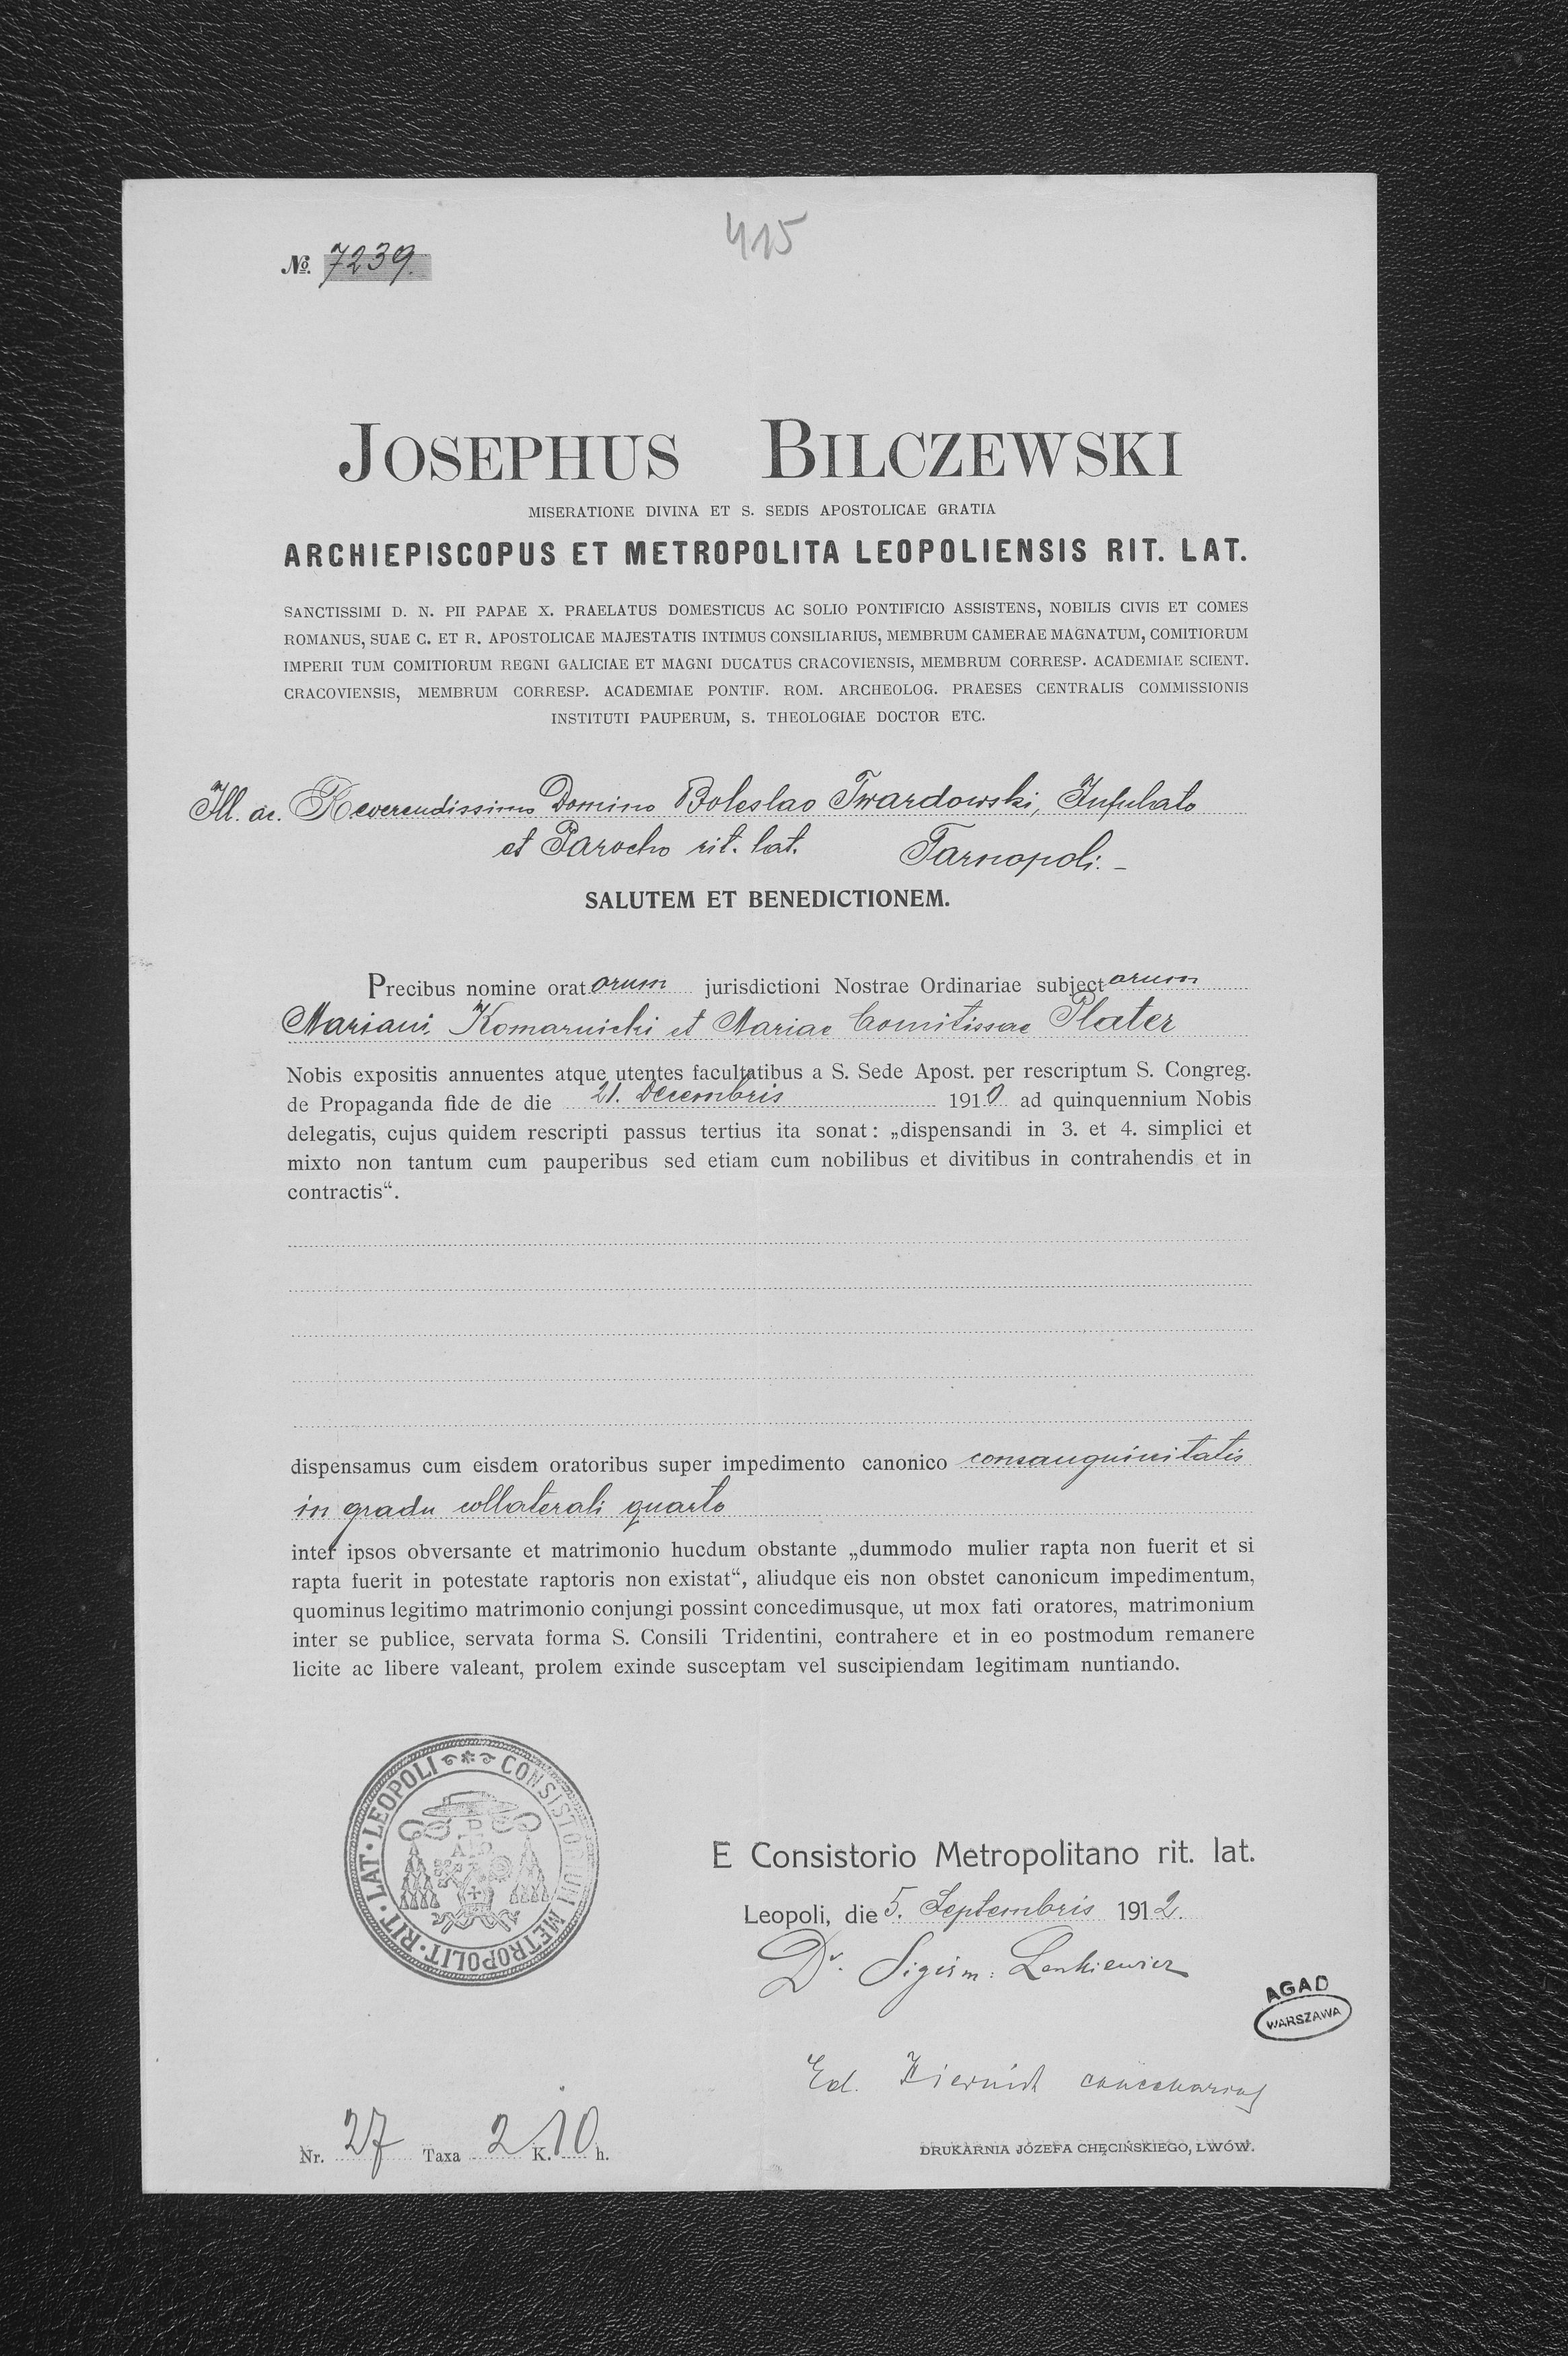 415
№. 7239.
JOSEPHUS BILCZEWSKI
MISERATIONE DIVINA ET S. SEDIS APOSTOLICAE GRATIA
ARCHIEPISCOPUS ET METROPOLITA LEOPOLIENSIS RIT. LAT.
SANCTISSIMI D. N. PII PAPAE X. PRAELATUS DOMESTICUS AC SOLIO PONTIFICIO ASSISTENS, NOBILIS CIVIS ET COMES
ROMANUS, SUAE C. ET R. APOSTOLICAE MAJESTATIS INTIMUS CONSILIARIUS, MEMBRUM CAMERAE MAGNATUM, COMITIORUM
IMPERII TUM COMITIORUM REGNI GALICIAE ET MAGNI DUCATUS CRACOVIENSIS, MEMBRUM CORRESP. ACADEMIAE SCIENT.
CRACOVIENSIS, MEMBRUM CORRESP. ACADEMIAE PONTIF. ROM. ARCHEOLOG. PRAESES CENTRALIS COMMISSIONIS
INSTITUTI PAUPERUM, S. THEOLOGIAE DOCTOR ETC.
Ill. ac. Reverendissimo Domino Boleslao Twardowski, Infulato
et Parocho rit. lat. Tarnopoli. –
SALUTEM ET BENEDICTIONEM.
Precibus nomine oratorum jurisdictioni Nostrae Ordinariae subjectorum
Mariani Komarnicki et Mariae Comitissae Plater
Nobis expositis annuentes atque utentes facultatibus a S. Sede Apost. per rescriptum S. Congreg.
de Propaganda fide de die 21. Decembris 1910 ad quinquennium Nobis
delegatis, cujus quidem rescripti passus tertius ita sonat: „dispensandi in 3. et 4. simplici et
mixto non tantum cum pauperibus sed etiam cum nobilibus et divitibus in contrahendis et in
contractis“.
dispensamus cum eisdem oratoribus super impedimento canonico consanguinitatis
in gradu collaterali quarto
inter ipsos obversante et matrimonio hucdum obstante „dummodo mulier rapta non fuerit et si
rapta fuerit in potestate raptoris non existat“, aliudque eis non obstet canonicum impedimentum,
quominus legitimo matrimonio conjungi possint concedimusque, ut mox fati oratores, matrimonium
inter se publice, servata forma S. Consili Tridentini, contrahere et in eo postmodum remanere
licite ac libere valeant, prolem exinde susceptam vel suscipiendam legitimam nuntiando.
CONSISTORIUM METROPOLIT · RIT · LAT · LEOPOLI
E Consistorio Metropolitano rit. lat.
Leopoli, die 5. Septembris 1912.
Dr. Sigism: Lenkiewicz
AGAD
WARSZAWA
Ed.
Nr. 27 Taxa 2 K. 10 h.
DRUKARNIA JÓZEFA CHĘCIŃSKIEGO, LWÓW.